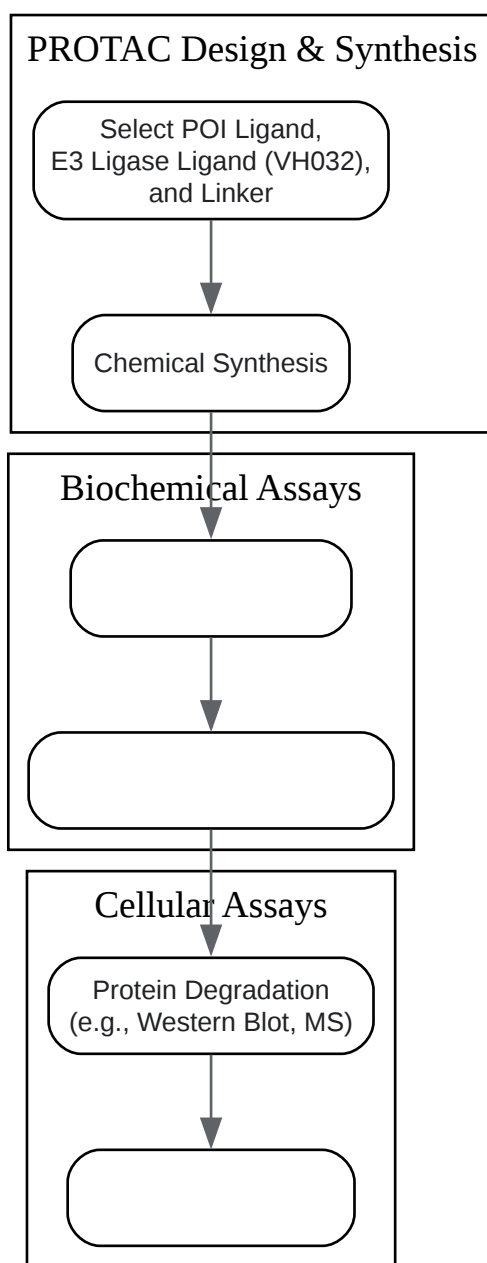 PROTAC Design & Synthesis
Select POI Ligand,
E3 Ligase Ligand (VH032),
and Linker
Chemical Synthesis
Biochemical Assays
Cellular Assays
Protein Degradation
(e.g., Western Blot, MS)